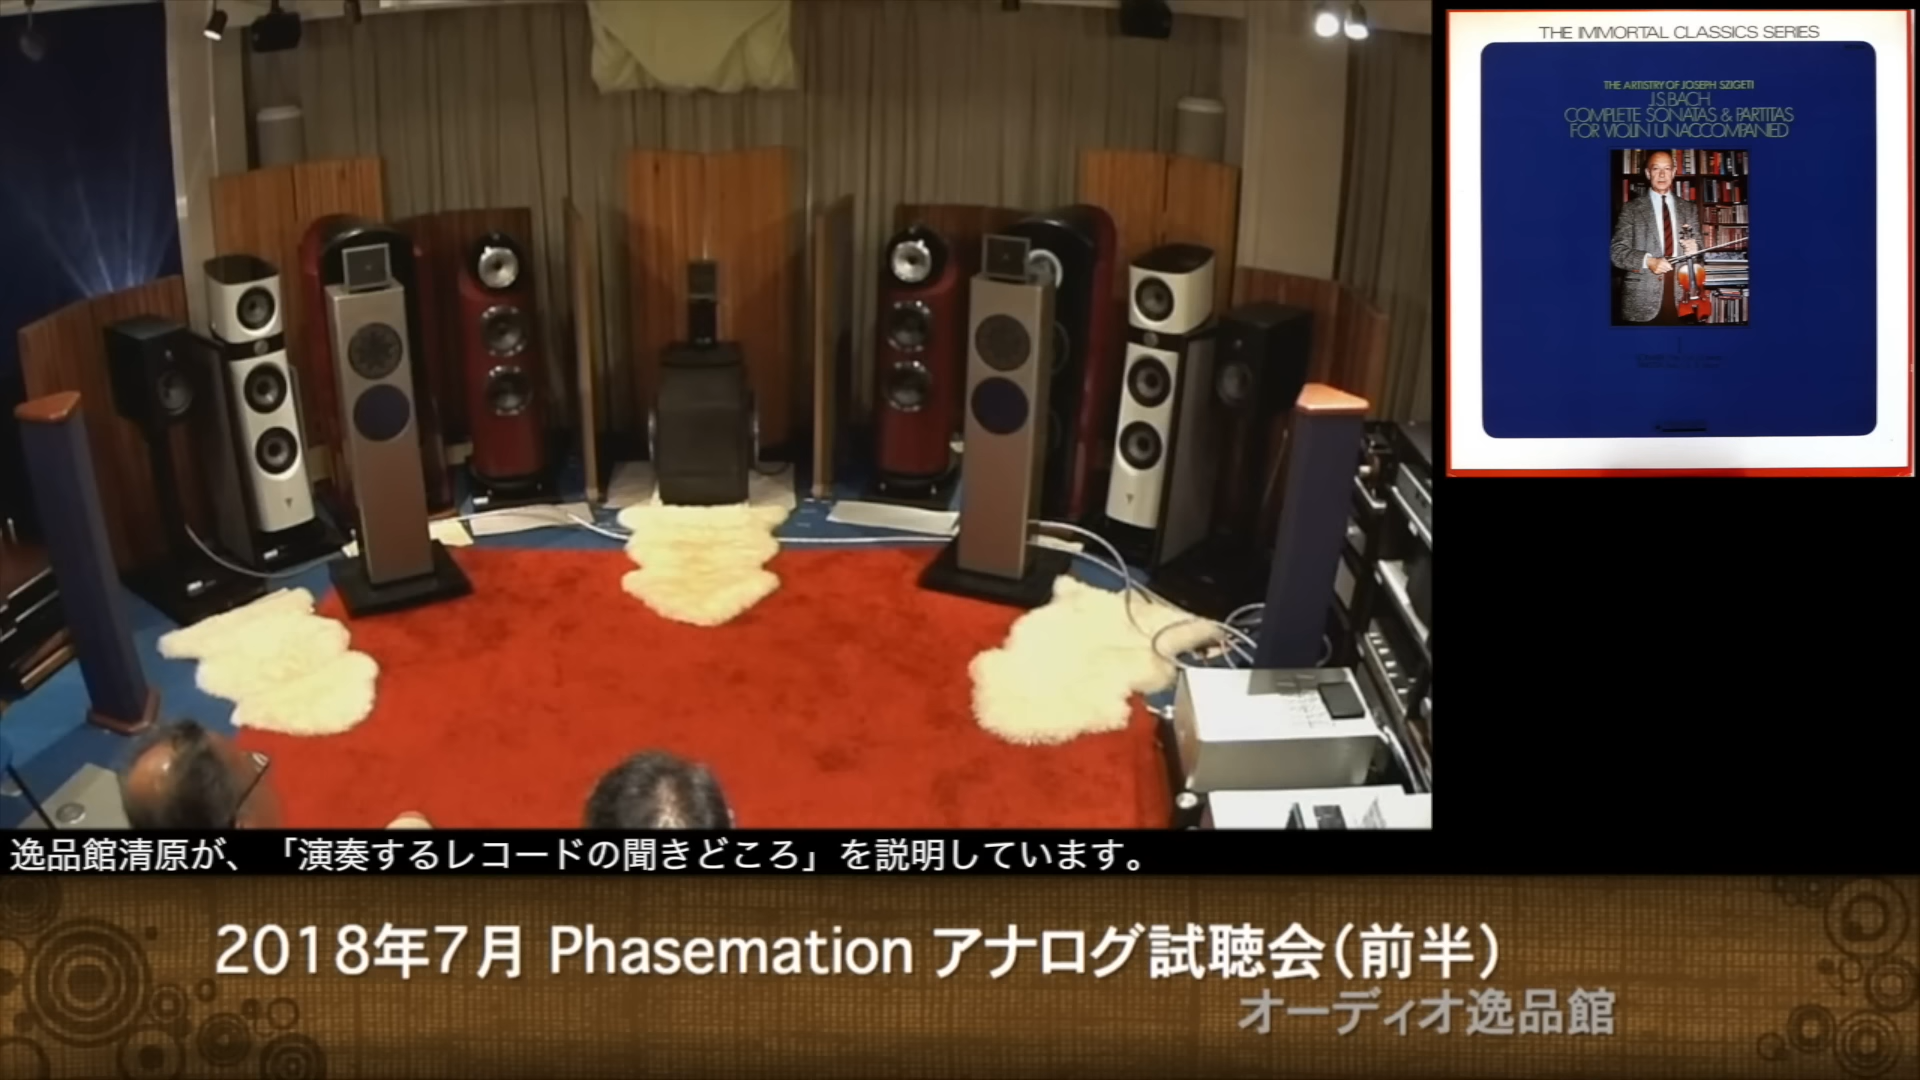 THE IMMORTAL CLASSICS SERIES
THE ARTISTRY OF JOSEPH SZIGETI
J.S.BACH
COMPLETE SONATAS & PARTITAS
FOR VIOLIN UNACCOMPANIED
逸品館清原が、「演奏するレコードの聞きどころ」を説明しています。
2018年7月 Phasemation アナログ試聴会（前半）
オーディオ逸品館